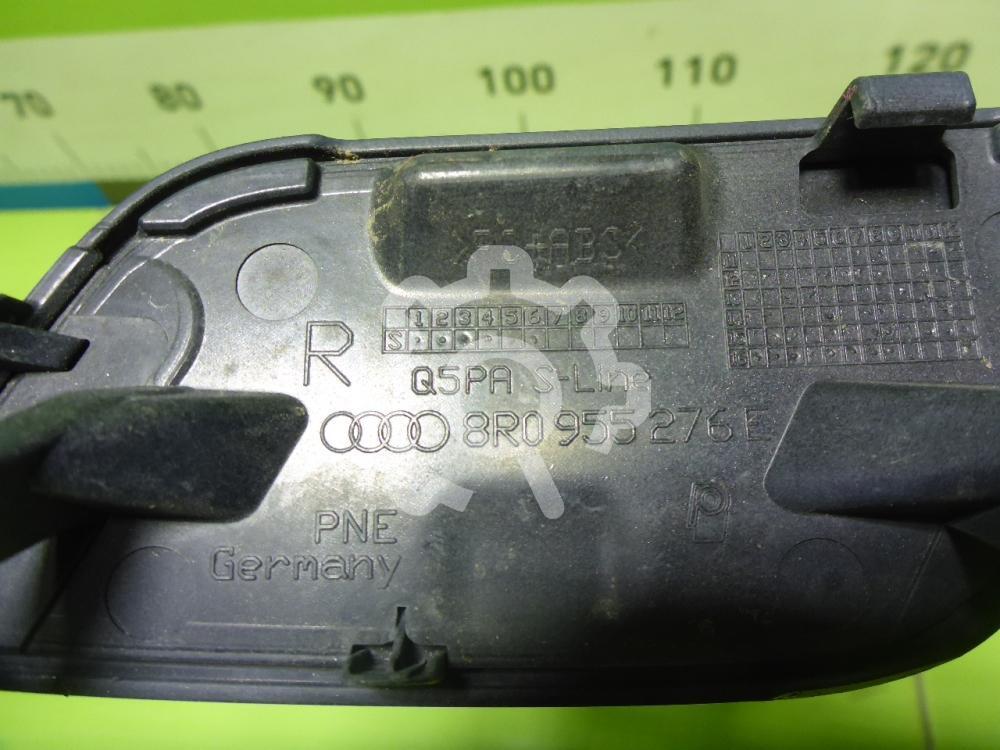 70 80 90 100 110 120
R
1 2 3 4 5 6 7 8 9 10 11 12
S
Q5PA S-Line
8R0 955 276 E
PNE
Germany